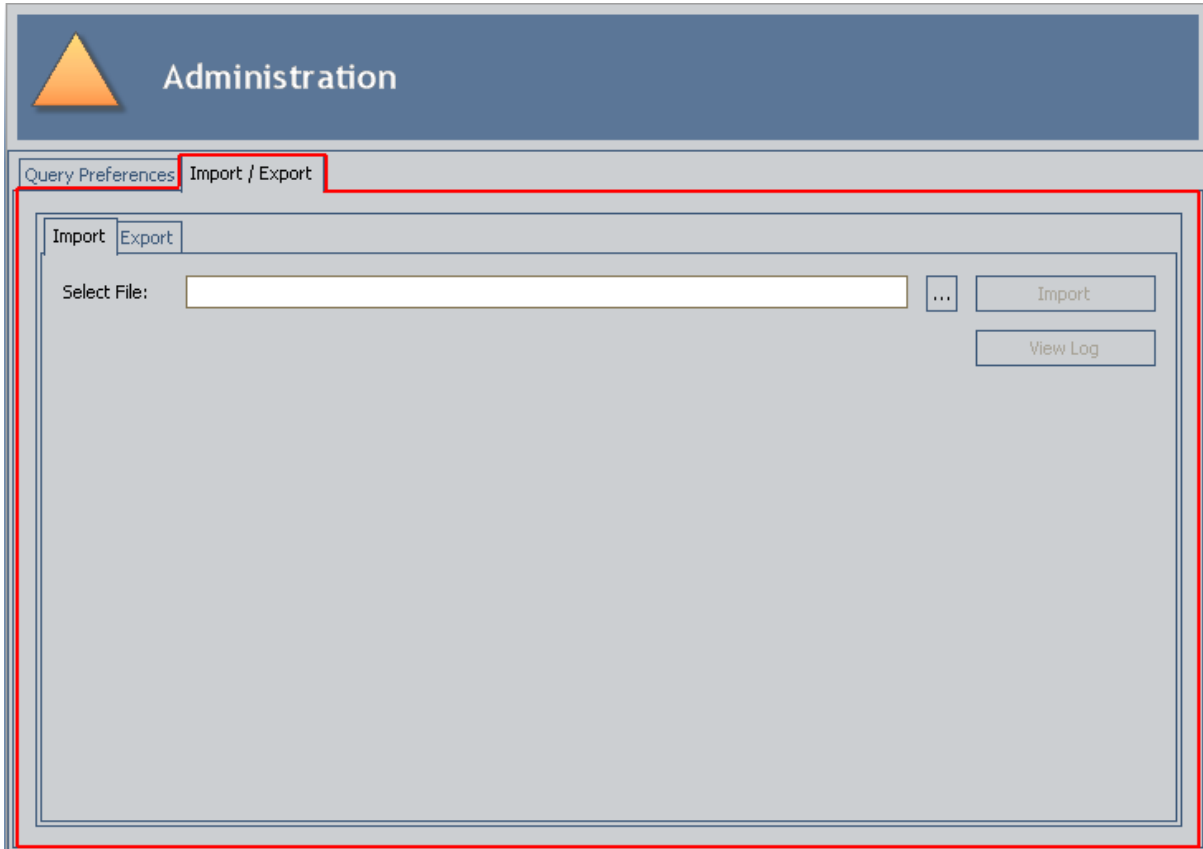 Administration
Query Preferences Import / Export
Import Export
Select File: ... Import
View Log